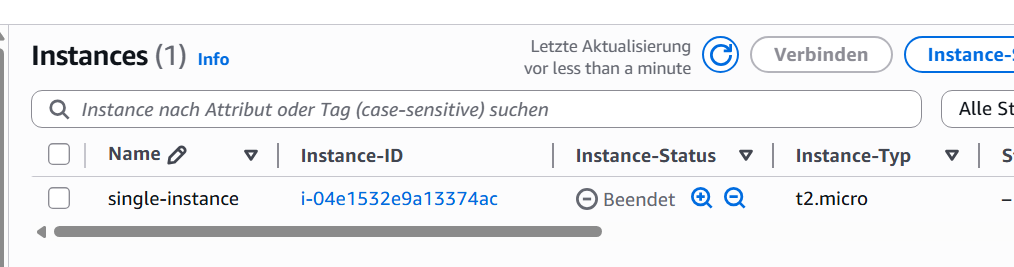 Instances (1) Info
Letzte Aktualisierung
vor less than a minute
Verbinden
Instance-S
Instance nach Attribut oder Tag (case-sensitive) suchen
Alle St
Name Instance-ID Instance-Status Instance-Typ S
single-instance i-04e1532e9a13374ac Beendet t2.micro –